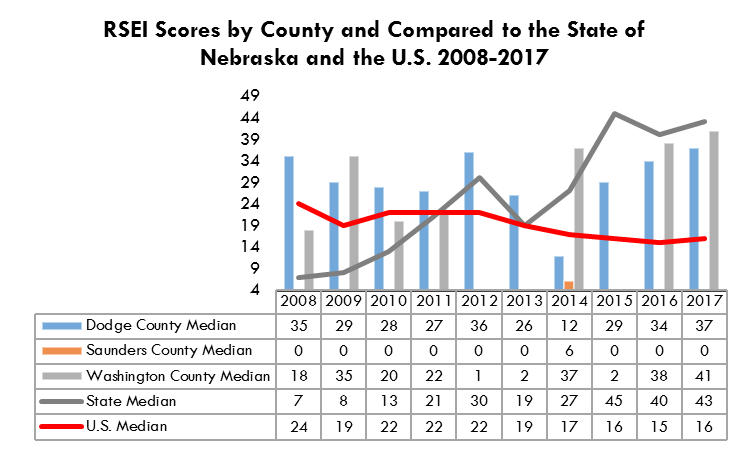 RSEI Scores by County and Compared to the State of
Nebraska and the U.S. 2008-2017
49
44
39
34
29
24
19
14
9
4
2008 2009 2010 2011 2012 2013 2014 2015 2016 2017
Dodge County Median 35 29 28 27 36 26 12 29 34 37
Saunders County Median 0 0 0 0 0 0 6 0 0 0
Washington County Median 18 35 20 22 1 2 37 2 38 41
State Median 7 8 13 21 30 19 27 45 40 43
U.S. Median 24 19 22 22 22 19 17 16 15 16